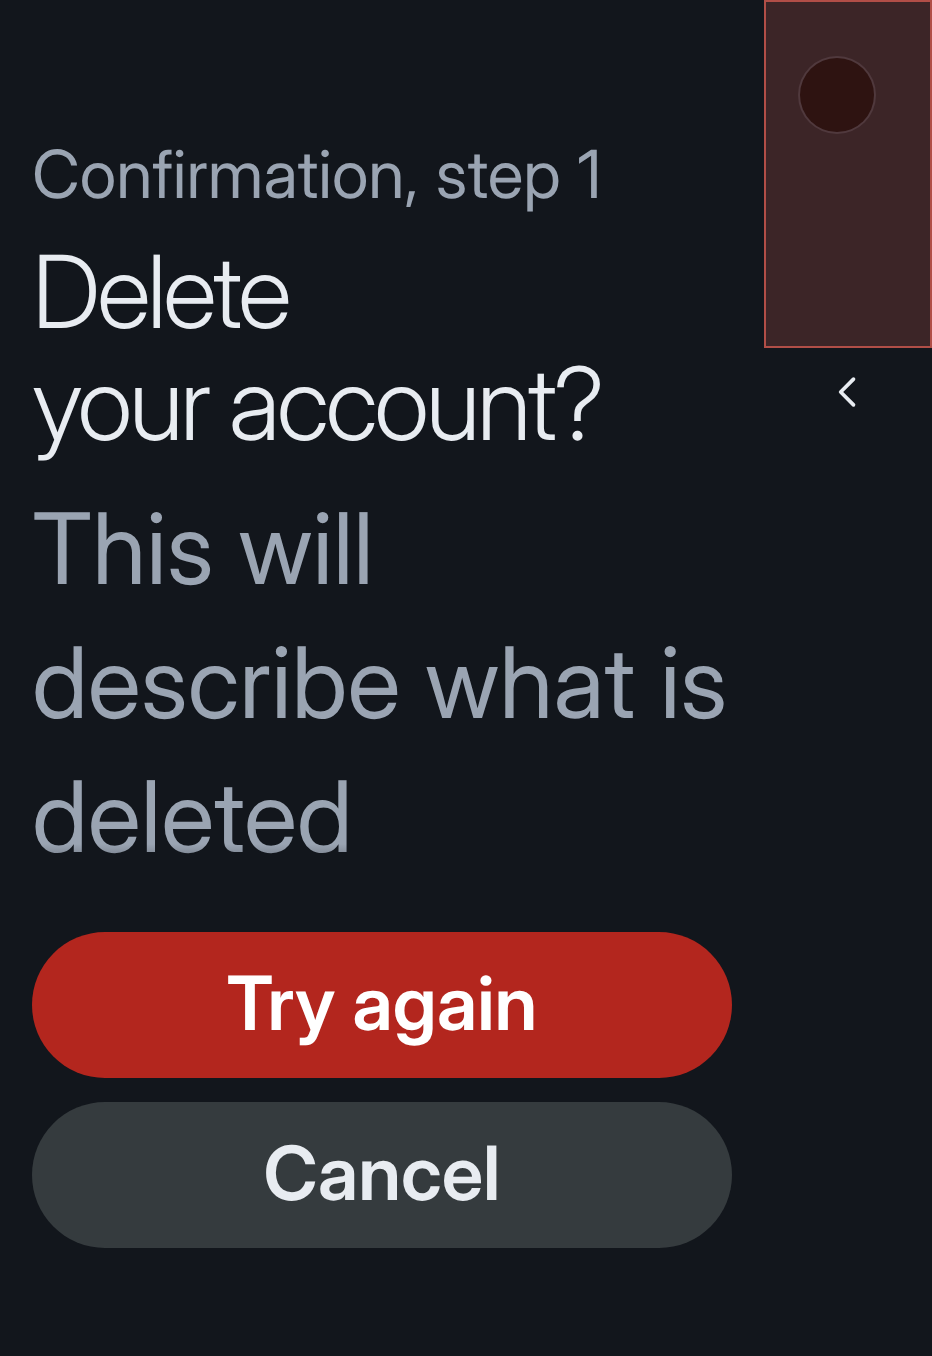 Confirmation, step 1
Delete
your account?
This will
describe what is
deleted
Try again
Cancel